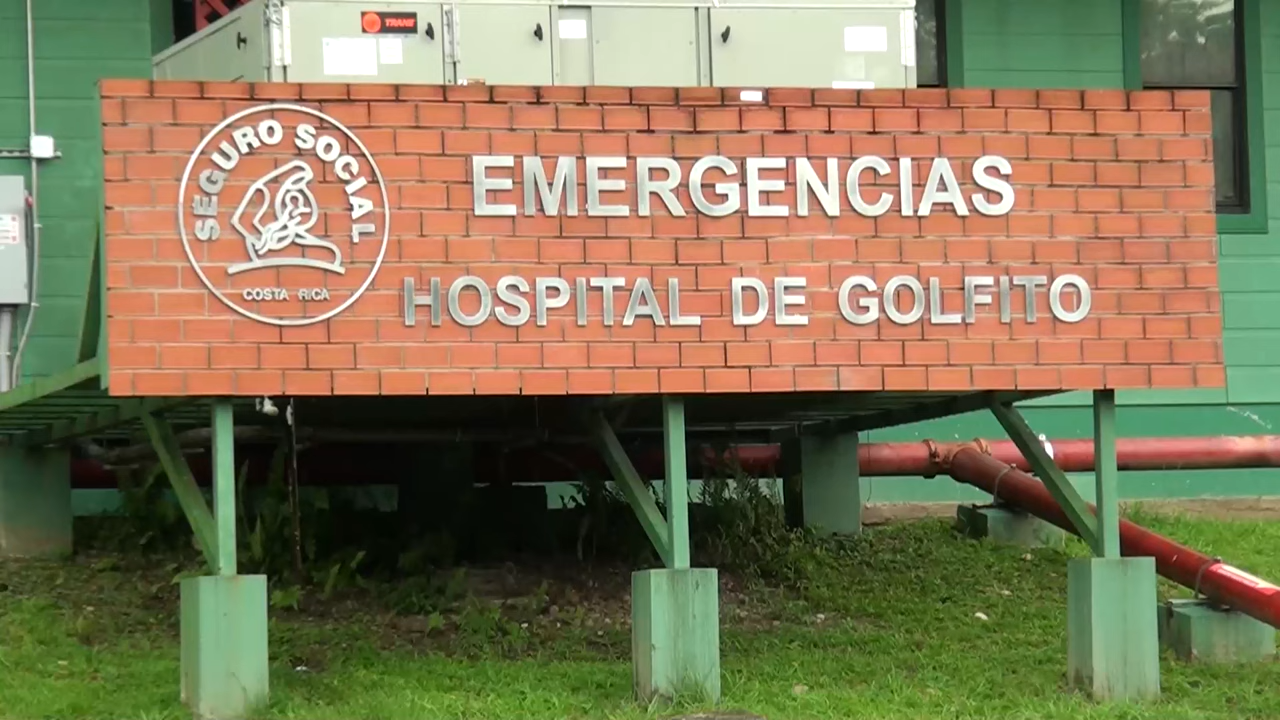 TRANE
SEGURO SOCIAL
COSTA RICA
EMERGENCIAS
HOSPITAL DE GOLFITO